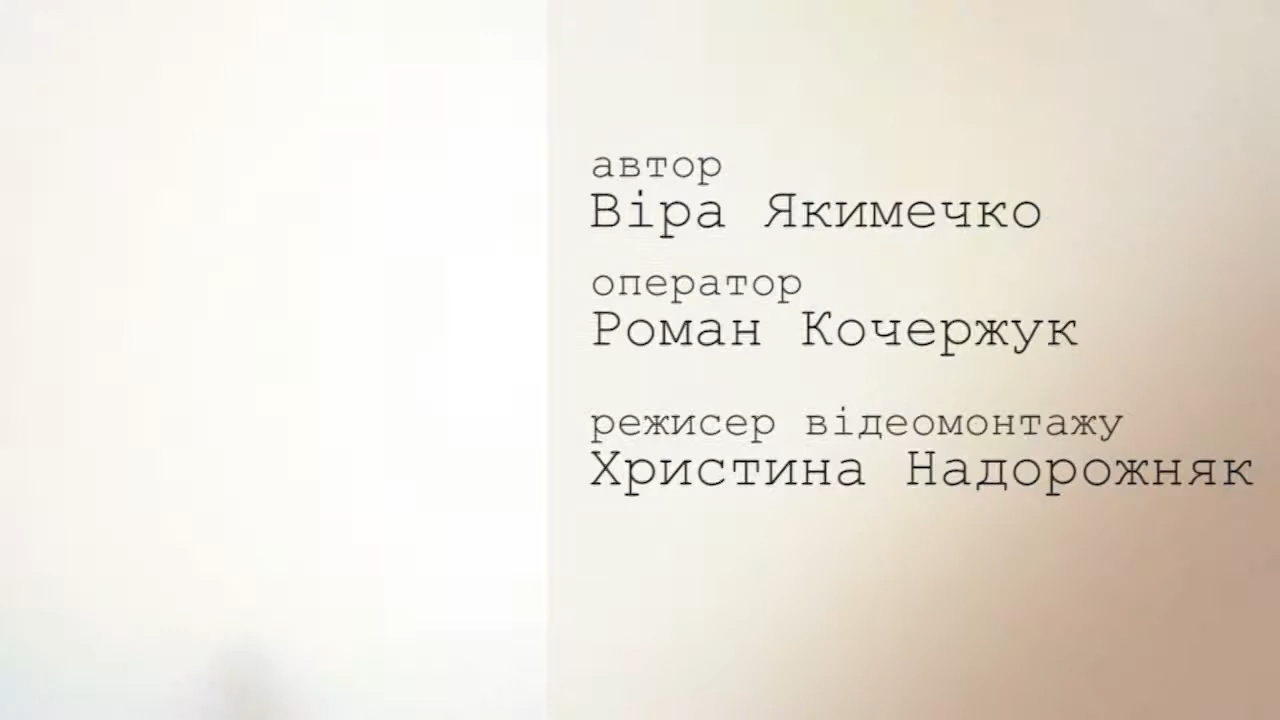 автор
Віра Якимечко
оператор
Роман Кочержук
режисер відеомонтажу
Христина Надорожняк